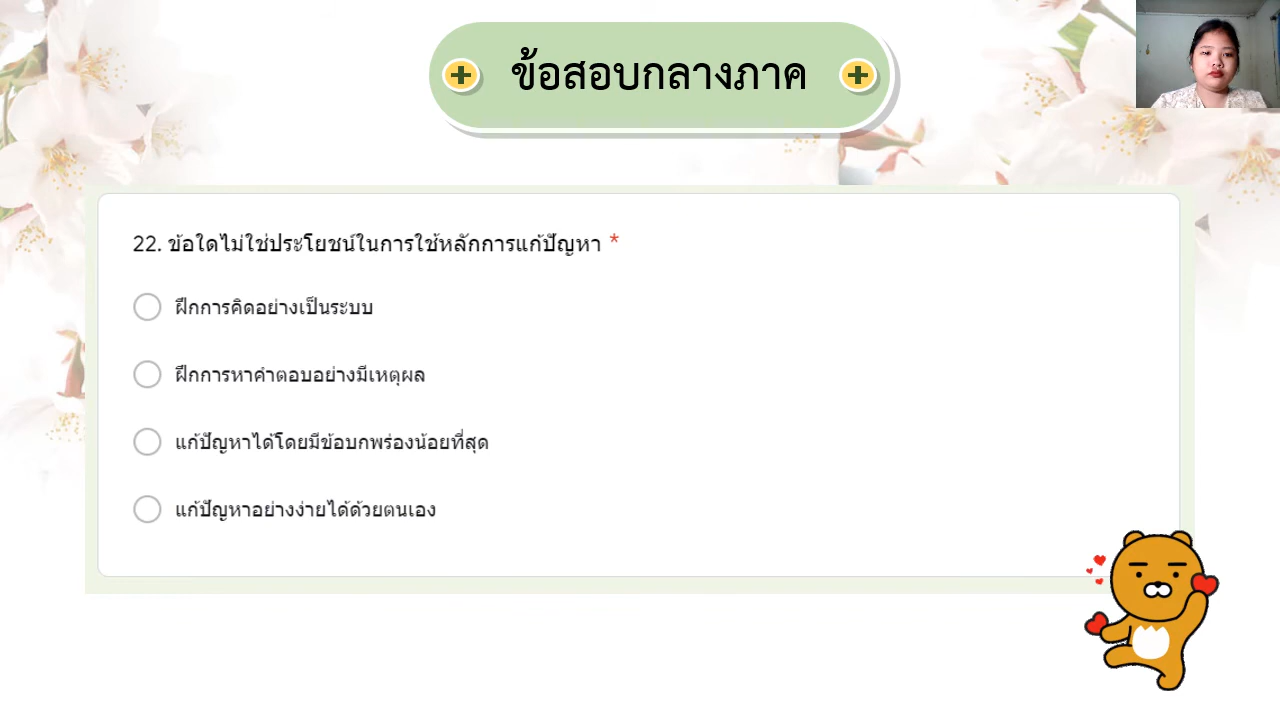 ข้อสอบกลางภาค
22. ข้อใดไม่ใช่ประโยชน์ในการใช้หลักการแก้ปัญหา *
ฝึกการคิดอย่างเป็นระบบ
ฝึกการหาคำตอบอย่างมีเหตุผล
แก้ปัญหาได้โดยมีข้อบกพร่องน้อยที่สุด
แก้ปัญหาอย่างง่ายได้ด้วยตนเอง